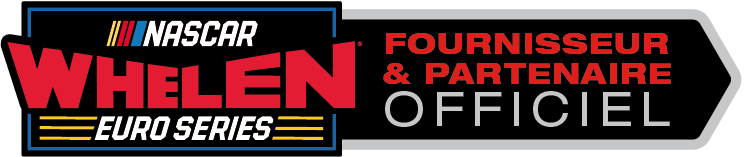 NASCAR
WHELEN®
EURO SERIES
FOURNISSEUR
& PARTENAIRE
OFFICIEL